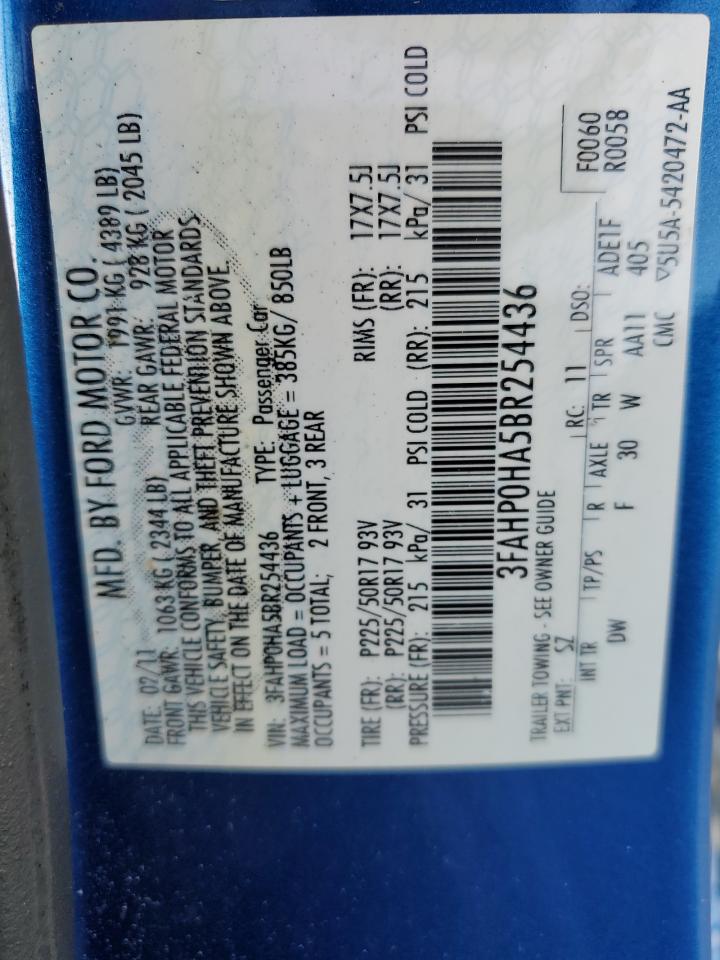 MFD. BY FORD MOTOR CO.
DATE: 02/11 GVWR: 1991 KG ( 4389 LB)
FRONT GAWR: 1063 KG ( 2344 LB) REAR GAWR: 928 KG ( 2045 LB)
THIS VEHICLE CONFORMS TO ALL APPLICABLE FEDERAL MOTOR
VEHICLE SAFETY, BUMPER, AND THEFT PREVENTION STANDARDS
IN EFFECT ON THE DATE OF MANUFACTURE SHOWN ABOVE.
VIN: 3FAHP0HA5BR254436 TYPE: Passenger Car
MAXIMUM LOAD = OCCUPANTS + LUGGAGE = 385KG/ 850LB
OCCUPANTS = 5 TOTAL; 2 FRONT, 3 REAR
TIRE (FR): P225/50R17 93V RIMS (FR): 17X7.5J
(RR): P225/50R17 93V (RR): 17X7.5J
PRESSURE (FR): 215 kPa/ 31 PSI COLD (RR): 215 kPa/ 31 PSI COLD
3FAHP0HA5BR254436
TRAILER TOWING - SEE OWNER GUIDE F0060
EXT PNT: SZ RC: 11 DSO: R0058
INT TR TP/PS R AXLE TR SPR ADE1F
DW F 30 W AA11 405
CMC ▽5U5A-5420472-AA